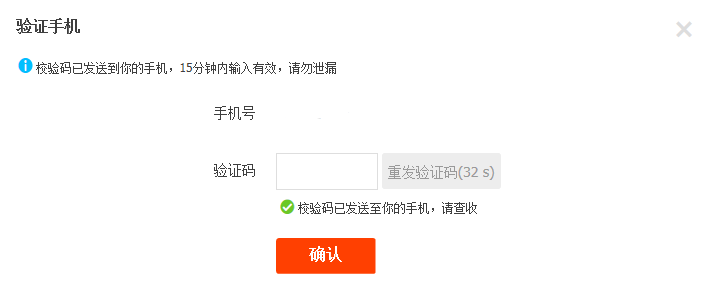 验证手机
校验码已发送到你的手机，15分钟内输入有效，请勿泄漏
手机号
验证码
重发验证码(32 s)
校验码已发送至你的手机，请查收
确认